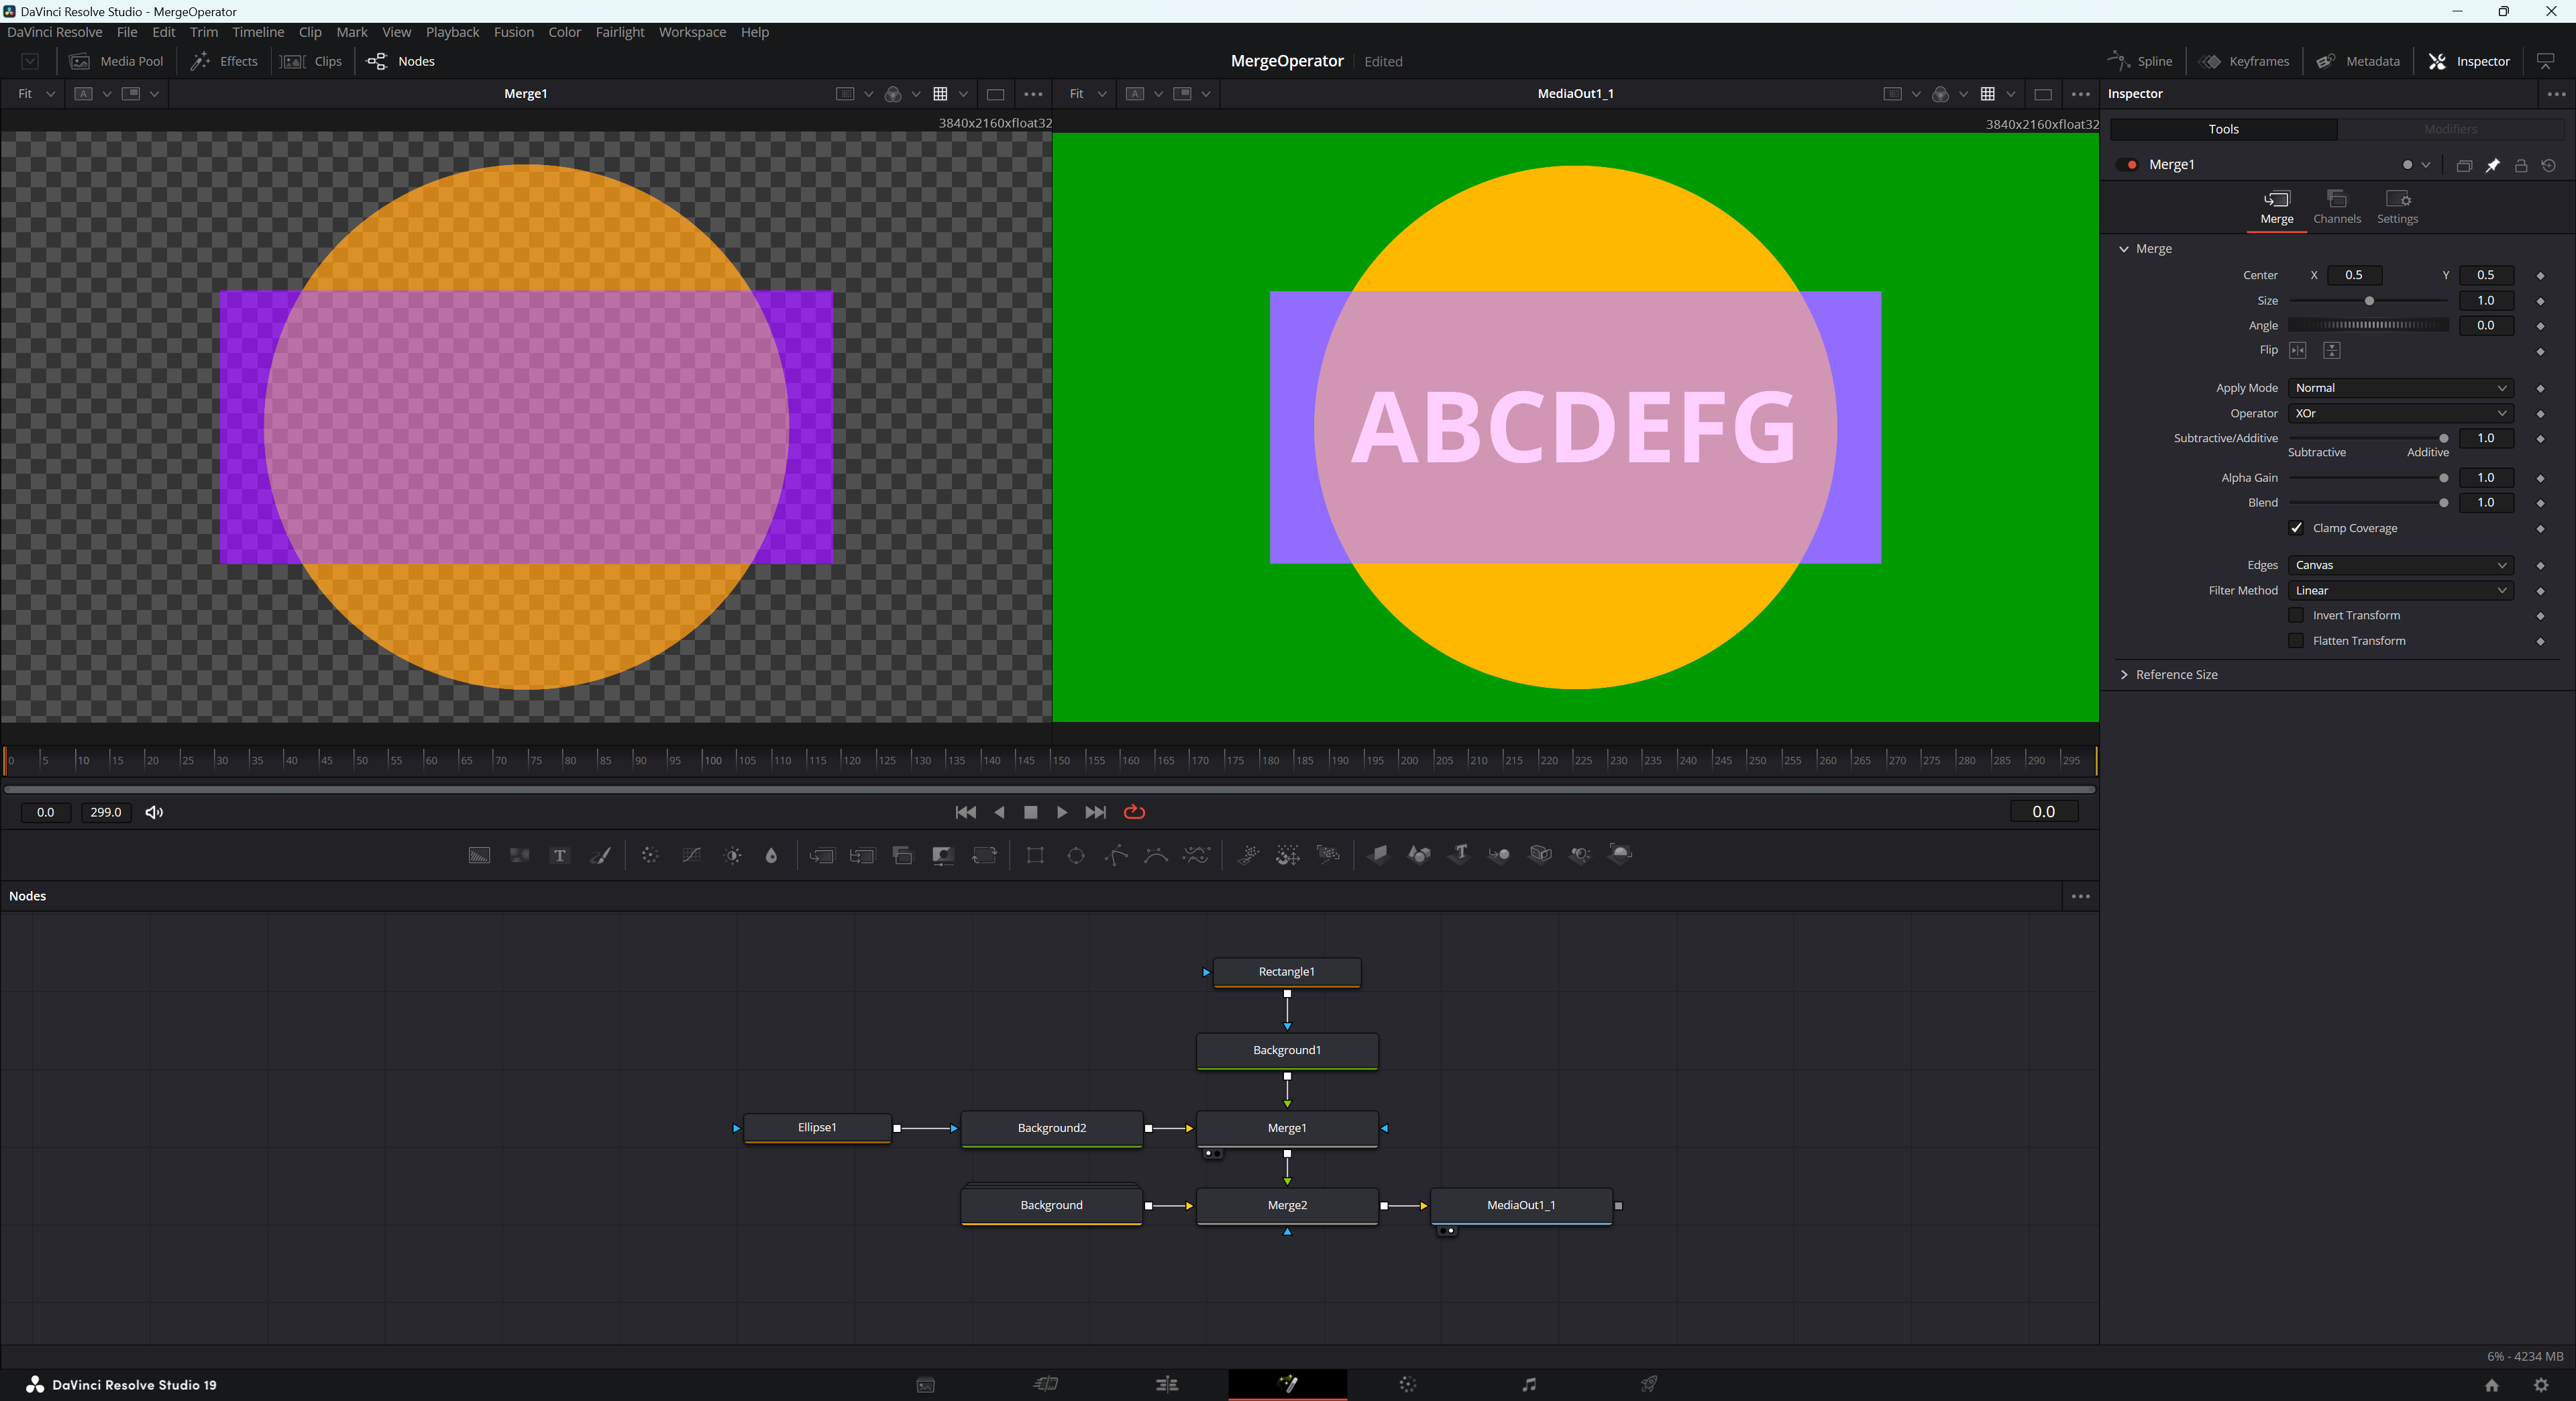 DaVinci Resolve Studio - MergeOperator
DaVinci Resolve File Edit Trim Timeline Clip Mark View Playback Fusion Color Fairlight Workspace Help
Media Pool Effects Clips Nodes MergeOperator Edited Spline Keyframes Metadata Inspector
Fit A Merge1 Fit A MediaOut1_1 Inspector
3840x2160xfloat32 3840x2160xfloat32
Tools Modifiers
Merge1
Merge Channels Settings
Merge
Center X 0.5 Y 0.5
Size 1.0
Angle 0.0
Flip
Apply Mode Normal
Operator XOr
Subtractive/Additive 1.0
Subtractive Additive
Alpha Gain 1.0
Blend 1.0
Clamp Coverage
Edges Canvas
Filter Method Linear
Invert Transform
Flatten Transform
Reference Size
ABCDEFG
0 5 10 15 20 25 30 35 40 45 50 55 60 65 70 75 80 85 90 95 100 105 110 115 120 125 130 135 140 145 150 155 160 165 170 175 180 185 190 195 200 205 210 215 220 225 230 235 240 245 250 255 260 265 270 275 280 285 290 295
0.0 299.0 0.0
Nodes
Rectangle1
Background1
Ellipse1 Background2 Merge1
Background Merge2 MediaOut1_1
6% - 4234 MB
DaVinci Resolve Studio 19